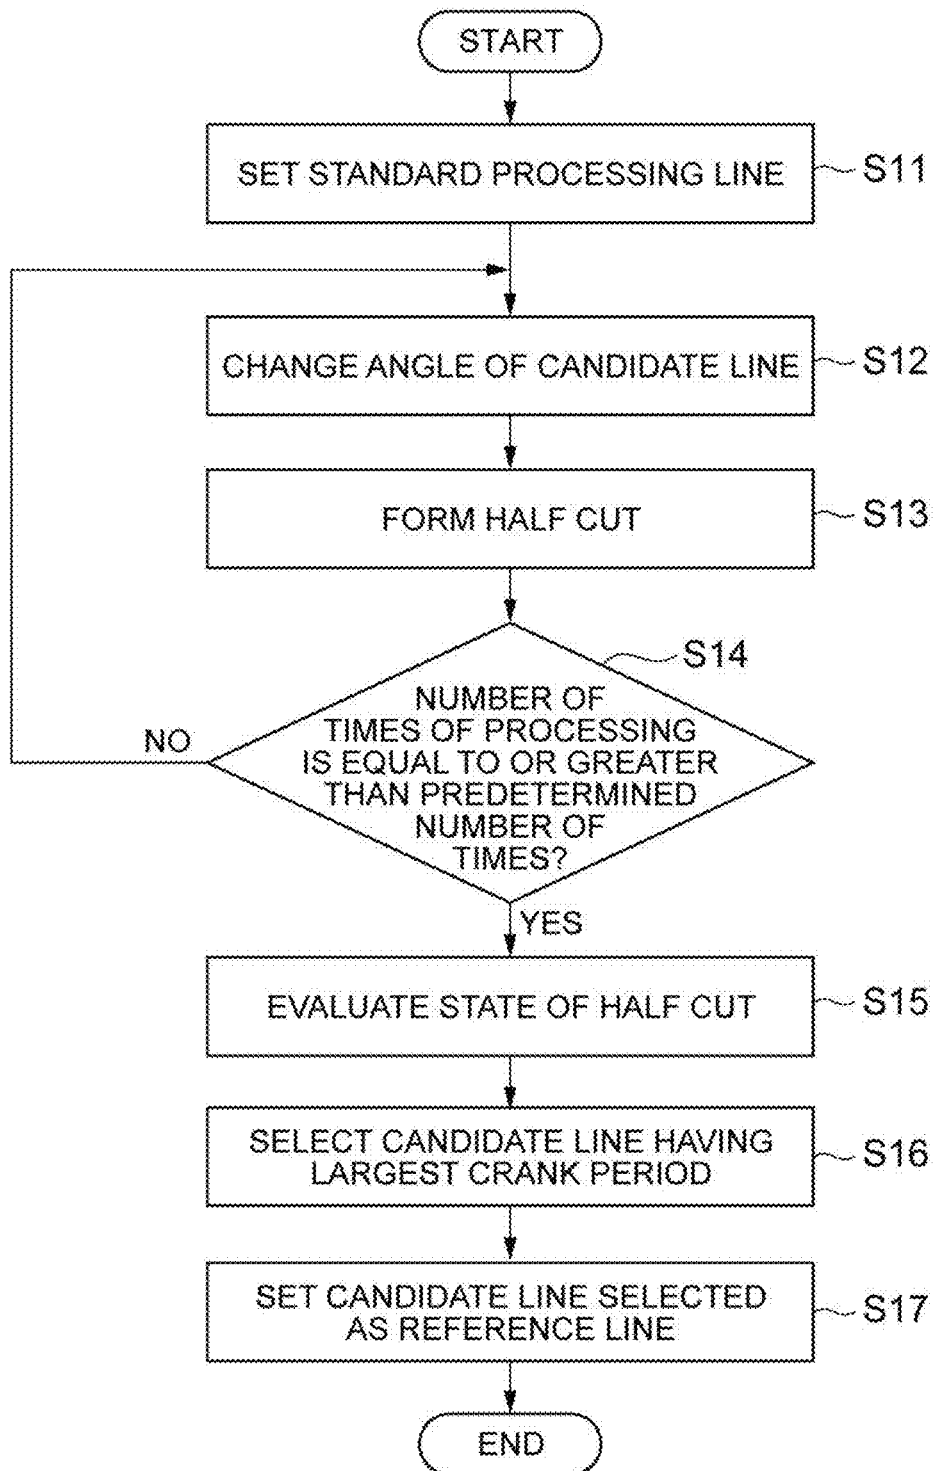 START
SET STANDARD PROCESSING LINE
S11
CHANGE ANGLE OF CANDIDATE LINE
S12
FORM HALF CUT
S13
S14
NUMBER OF
TIMES OF PROCESSING
IS EQUAL TO OR GREATER
THAN PREDETERMINED
NUMBER OF
TIMES?
NO
YES
EVALUATE STATE OF HALF CUT
S15
SELECT CANDIDATE LINE HAVING
LARGEST CRANK PERIOD
S16
SET CANDIDATE LINE SELECTED
AS REFERENCE LINE
S17
END